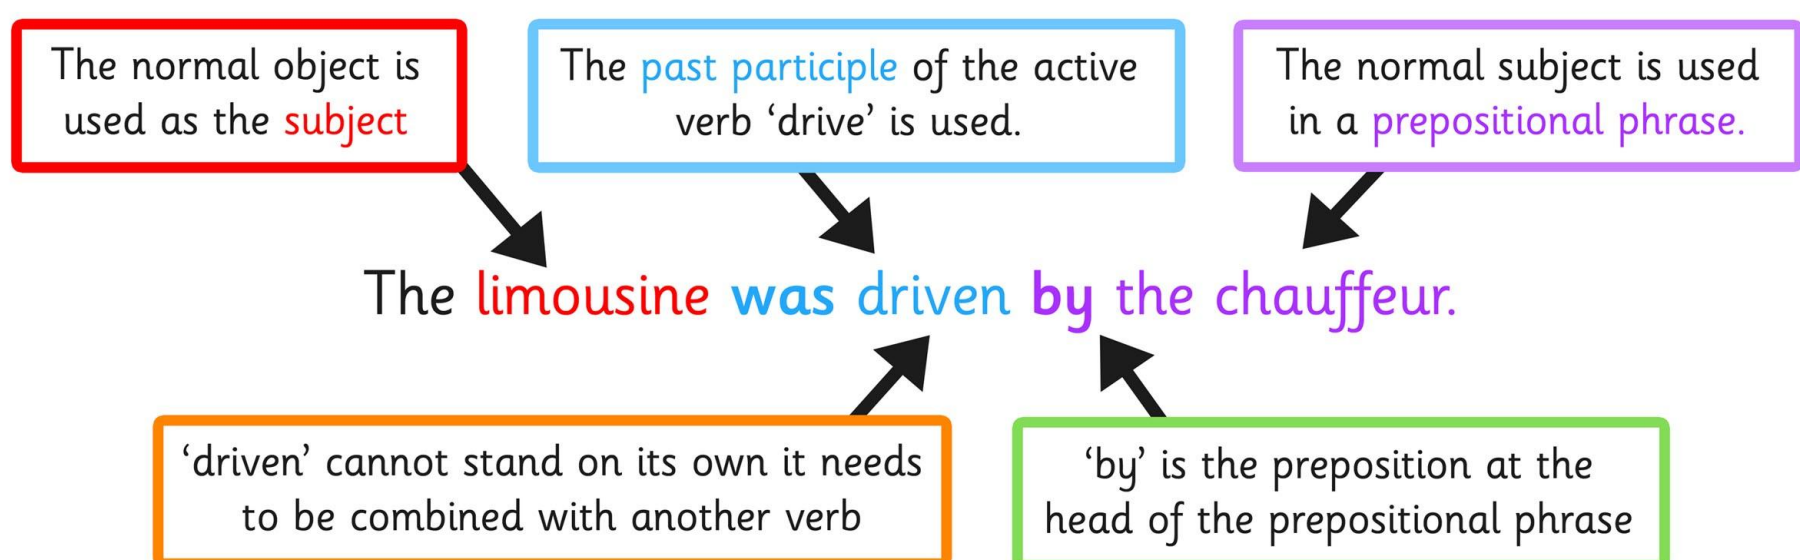 The normal object is
used as the subject
The past participle of the active
verb ‘drive’ is used.
The normal subject is used
in a prepositional phrase.
The limousine was driven by the chauffeur.
‘driven’ cannot stand on its own it needs
to be combined with another verb
‘by’ is the preposition at the
head of the prepositional phrase